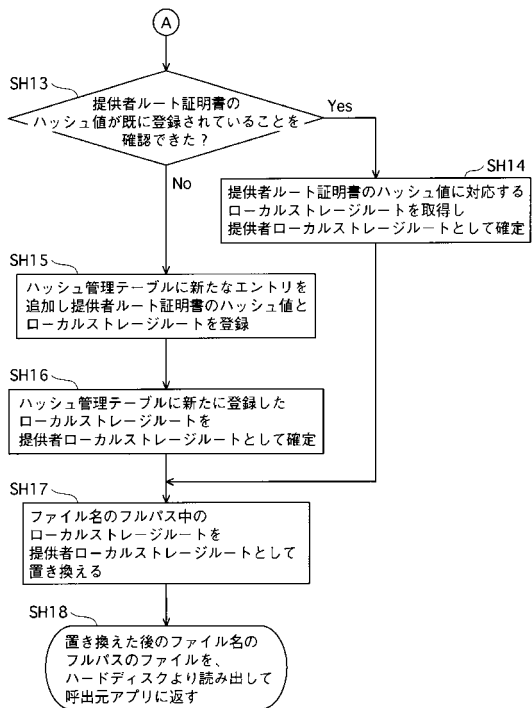 A
SH13
提供者ルート証明書の
ハッシュ値が既に登録されていることを
確認できた？
Yes
No
SH14
提供者ルート証明書のハッシュ値に対応する
ローカルストレージルートを取得し
提供者ローカルストレージルートとして確定
SH15
ハッシュ管理テーブルに新たなエントリを
追加し提供者ルート証明書のハッシュ値と
ローカルストレージルートを登録
SH16
ハッシュ管理テーブルに新たに登録した
ローカルストレージルートを
提供者ローカルストレージルートとして確定
SH17
ファイル名のフルパス中の
ローカルストレージルートを
提供者ローカルストレージルートとして
置き換える
SH18
置き換えた後のファイル名の
フルパスのファイルを、
ハードディスクより読み出して
呼出元アプリに返す